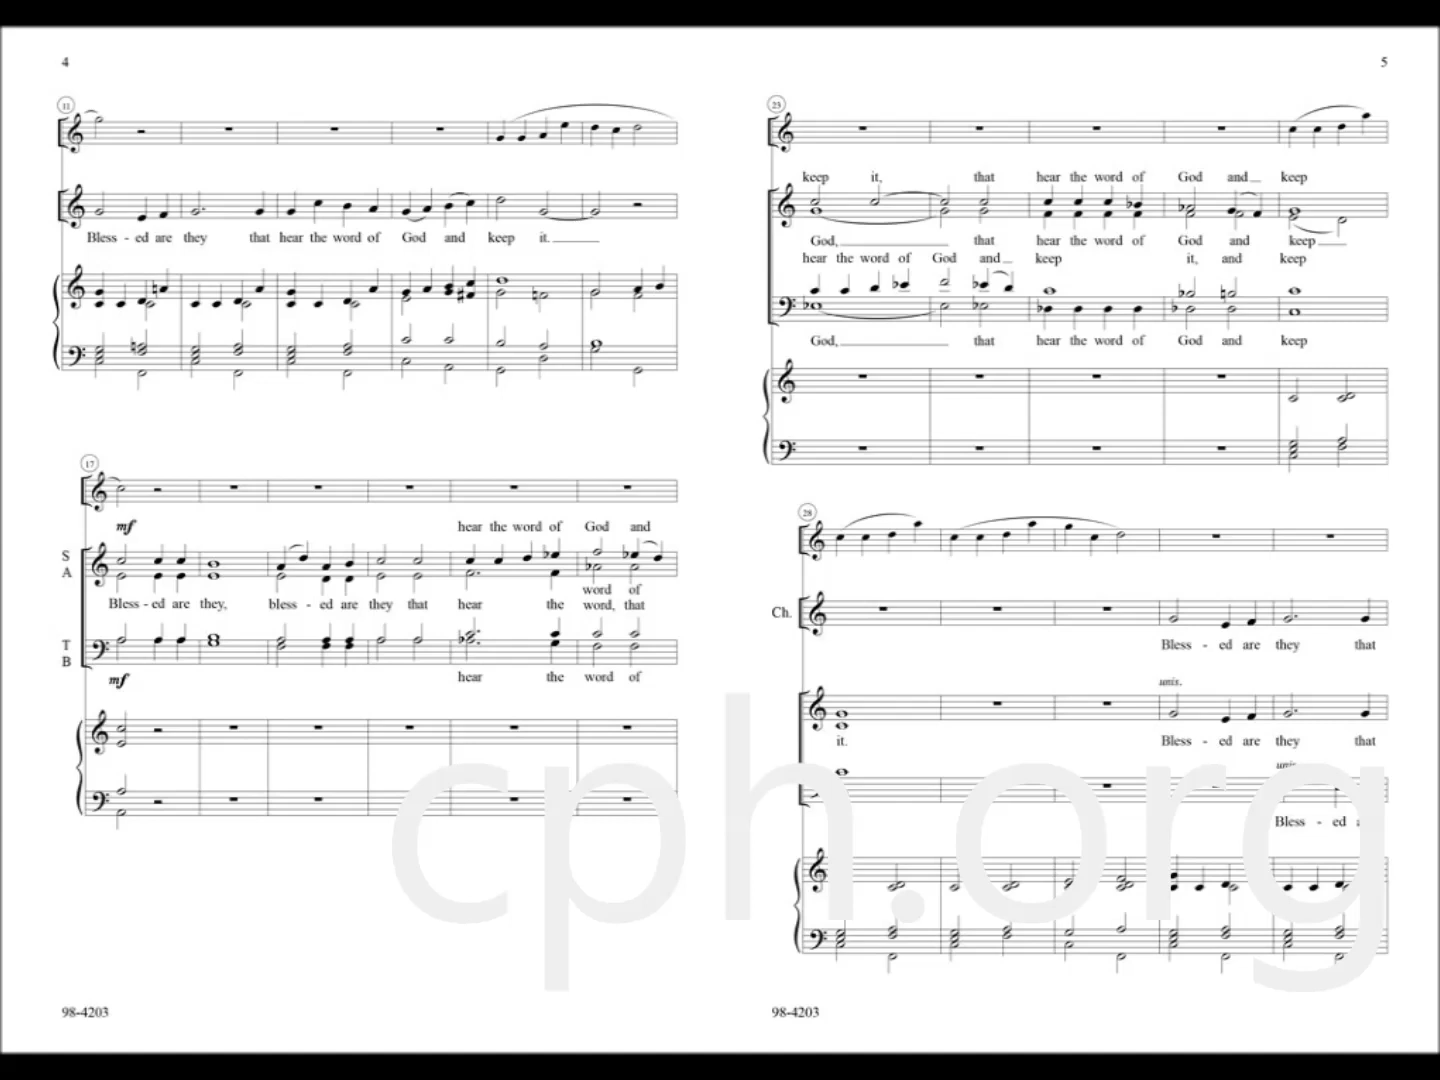 4
11
Bless - ed are they that hear the word of God and keep it.
17
mf
hear the word of God and
S
A
word of
Bless - ed are they, bless - ed are they that hear the word, that
T
B
mf
hear the word of
98-4203
5
23
keep it, that hear the word of God and keep
God, that hear the word of God and keep
hear the word of God and keep it, and keep
God, that hear the word of God and keep
28
Ch.
Bless - ed are they that
unis.
it. Bless - ed are they that
unis.
Bless - ed
98-4203
cph.org